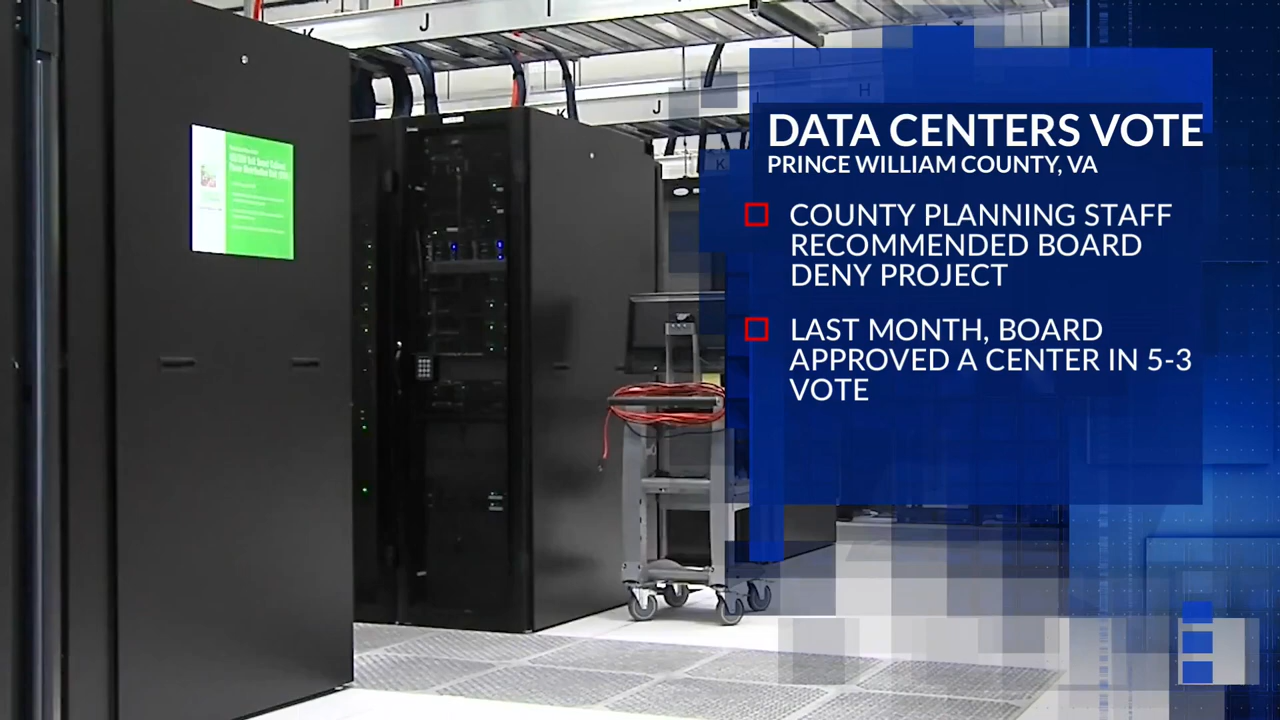 K
J
J
K
J
H
K
DATA CENTERS VOTE
PRINCE WILLIAM COUNTY, VA
COUNTY PLANNING STAFF
RECOMMENDED BOARD
DENY PROJECT
LAST MONTH, BOARD
APPROVED A CENTER IN 5-3
VOTE